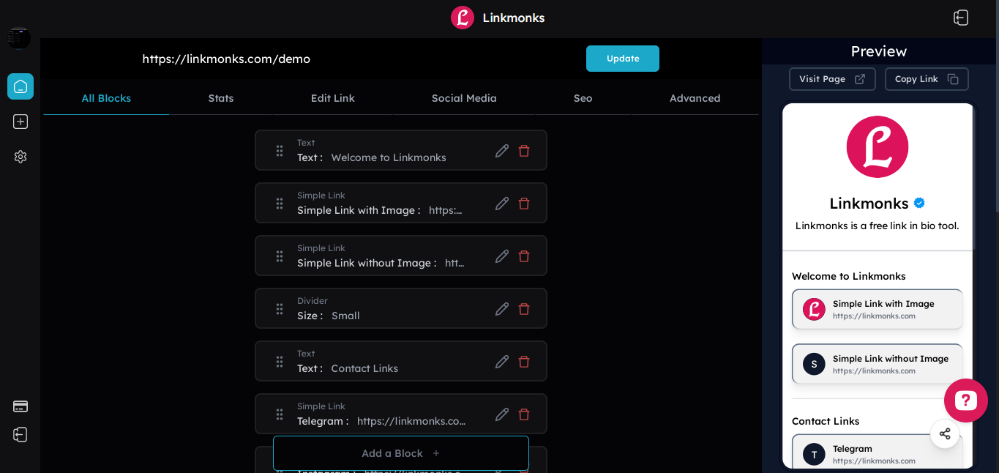 Linkmonks
https://linkmonks.com/demo
Update
All Blocks
Stats
Edit Link
Social Media
Seo
Advanced
Text
Text : Welcome to Linkmonks
Simple Link
Simple Link with Image : https:...
Simple Link
Simple Link without Image : htt...
Divider
Size : Small
Text
Text : Contact Links
Simple Link
Telegram : https://linkmonks.co...
Add a Block +
Instagram : https://linkmonks.c...
Preview
Visit Page
Copy Link
Linkmonks
Linkmonks is a free link in bio tool.
Welcome to Linkmonks
Simple Link with Image
https://linkmonks.com
S
Simple Link without Image
https://linkmonks.com
Contact Links
T
Telegram
https://linkmonks.com
?